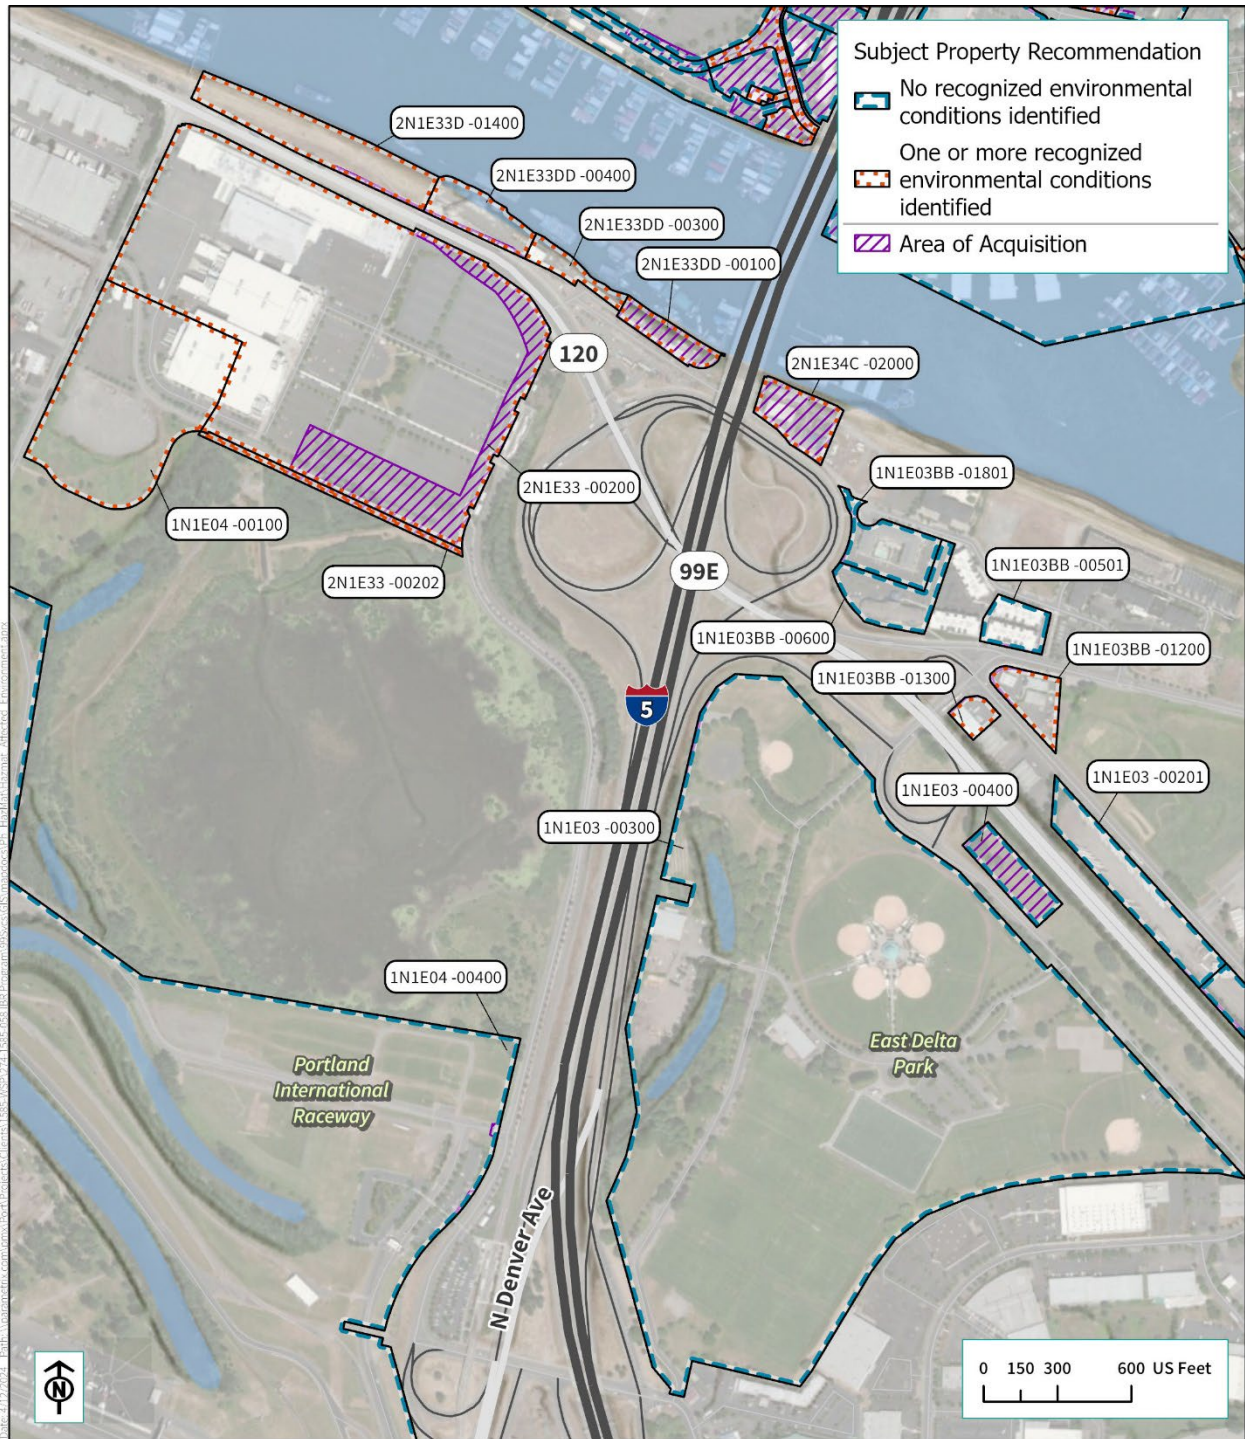 Subject Property Recommendation
No recognized environmental
conditions identified
One or more recognized
environmental conditions
identified
Area of Acquisition
2N1E33D -01400
2N1E33DD -00400
2N1E33DD -00300
2N1E33DD -00100
120
2N1E34C -02000
1N1E03BB -01801
2N1E33 -00200
1N1E04 -00100
99E
1N1E03BB -00501
2N1E33 -00202
1N1E03BB -00600
1N1E03BB -01200
1N1E03BB -01300
5
1N1E03 -00201
1N1E03 -00400
1N1E03 -00300
1N1E04 -00400
East Delta
Park
Portland
International
Raceway
N Denver Ave
N
0 150 300 600 US Feet